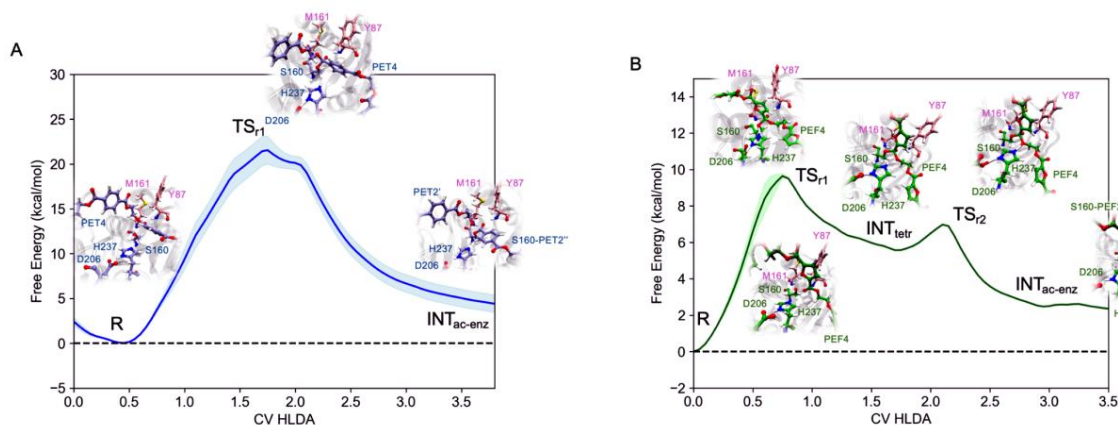 A
M161
Y87
S160
PET4
H237
D206
TSr1
PET4
M161
Y87
H237
S160
D206
R
PET2'
M161
Y87
H237
S160-PET2''
D206
INTac-enz
30
25
20
15
10
5
0
−5
Free Energy (kcal/mol)
0.0 0.5 1.0 1.5 2.0 2.5 3.0 3.5
CV HLDA
B
M161
Y87
S160
PEF4
D206
H237
TSr1
M161
Y87
S160
PEF4
D206
H237
INTtetr
M161
Y87
S160
H237
PEF4
D206
TSr2
Y87
M161
S160
D206
H237
PEF4
R
S160-PEF2
D206
H
INTac-enz
14
12
10
8
6
4
2
0
−2
Free Energy (kcal/mol)
0.0 0.5 1.0 1.5 2.0 2.5 3.0 3.5
CV HLDA